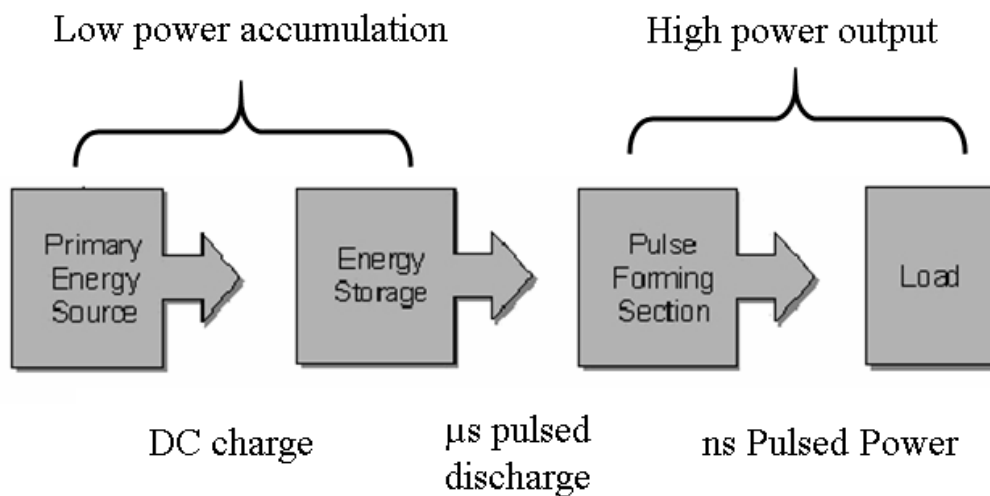 Low power accumulation
High power output
Primary
Energy
Source
Energy
Storage
Pulse
Forming
Section
Load
DC charge
μs pulsed
discharge
ns Pulsed Power